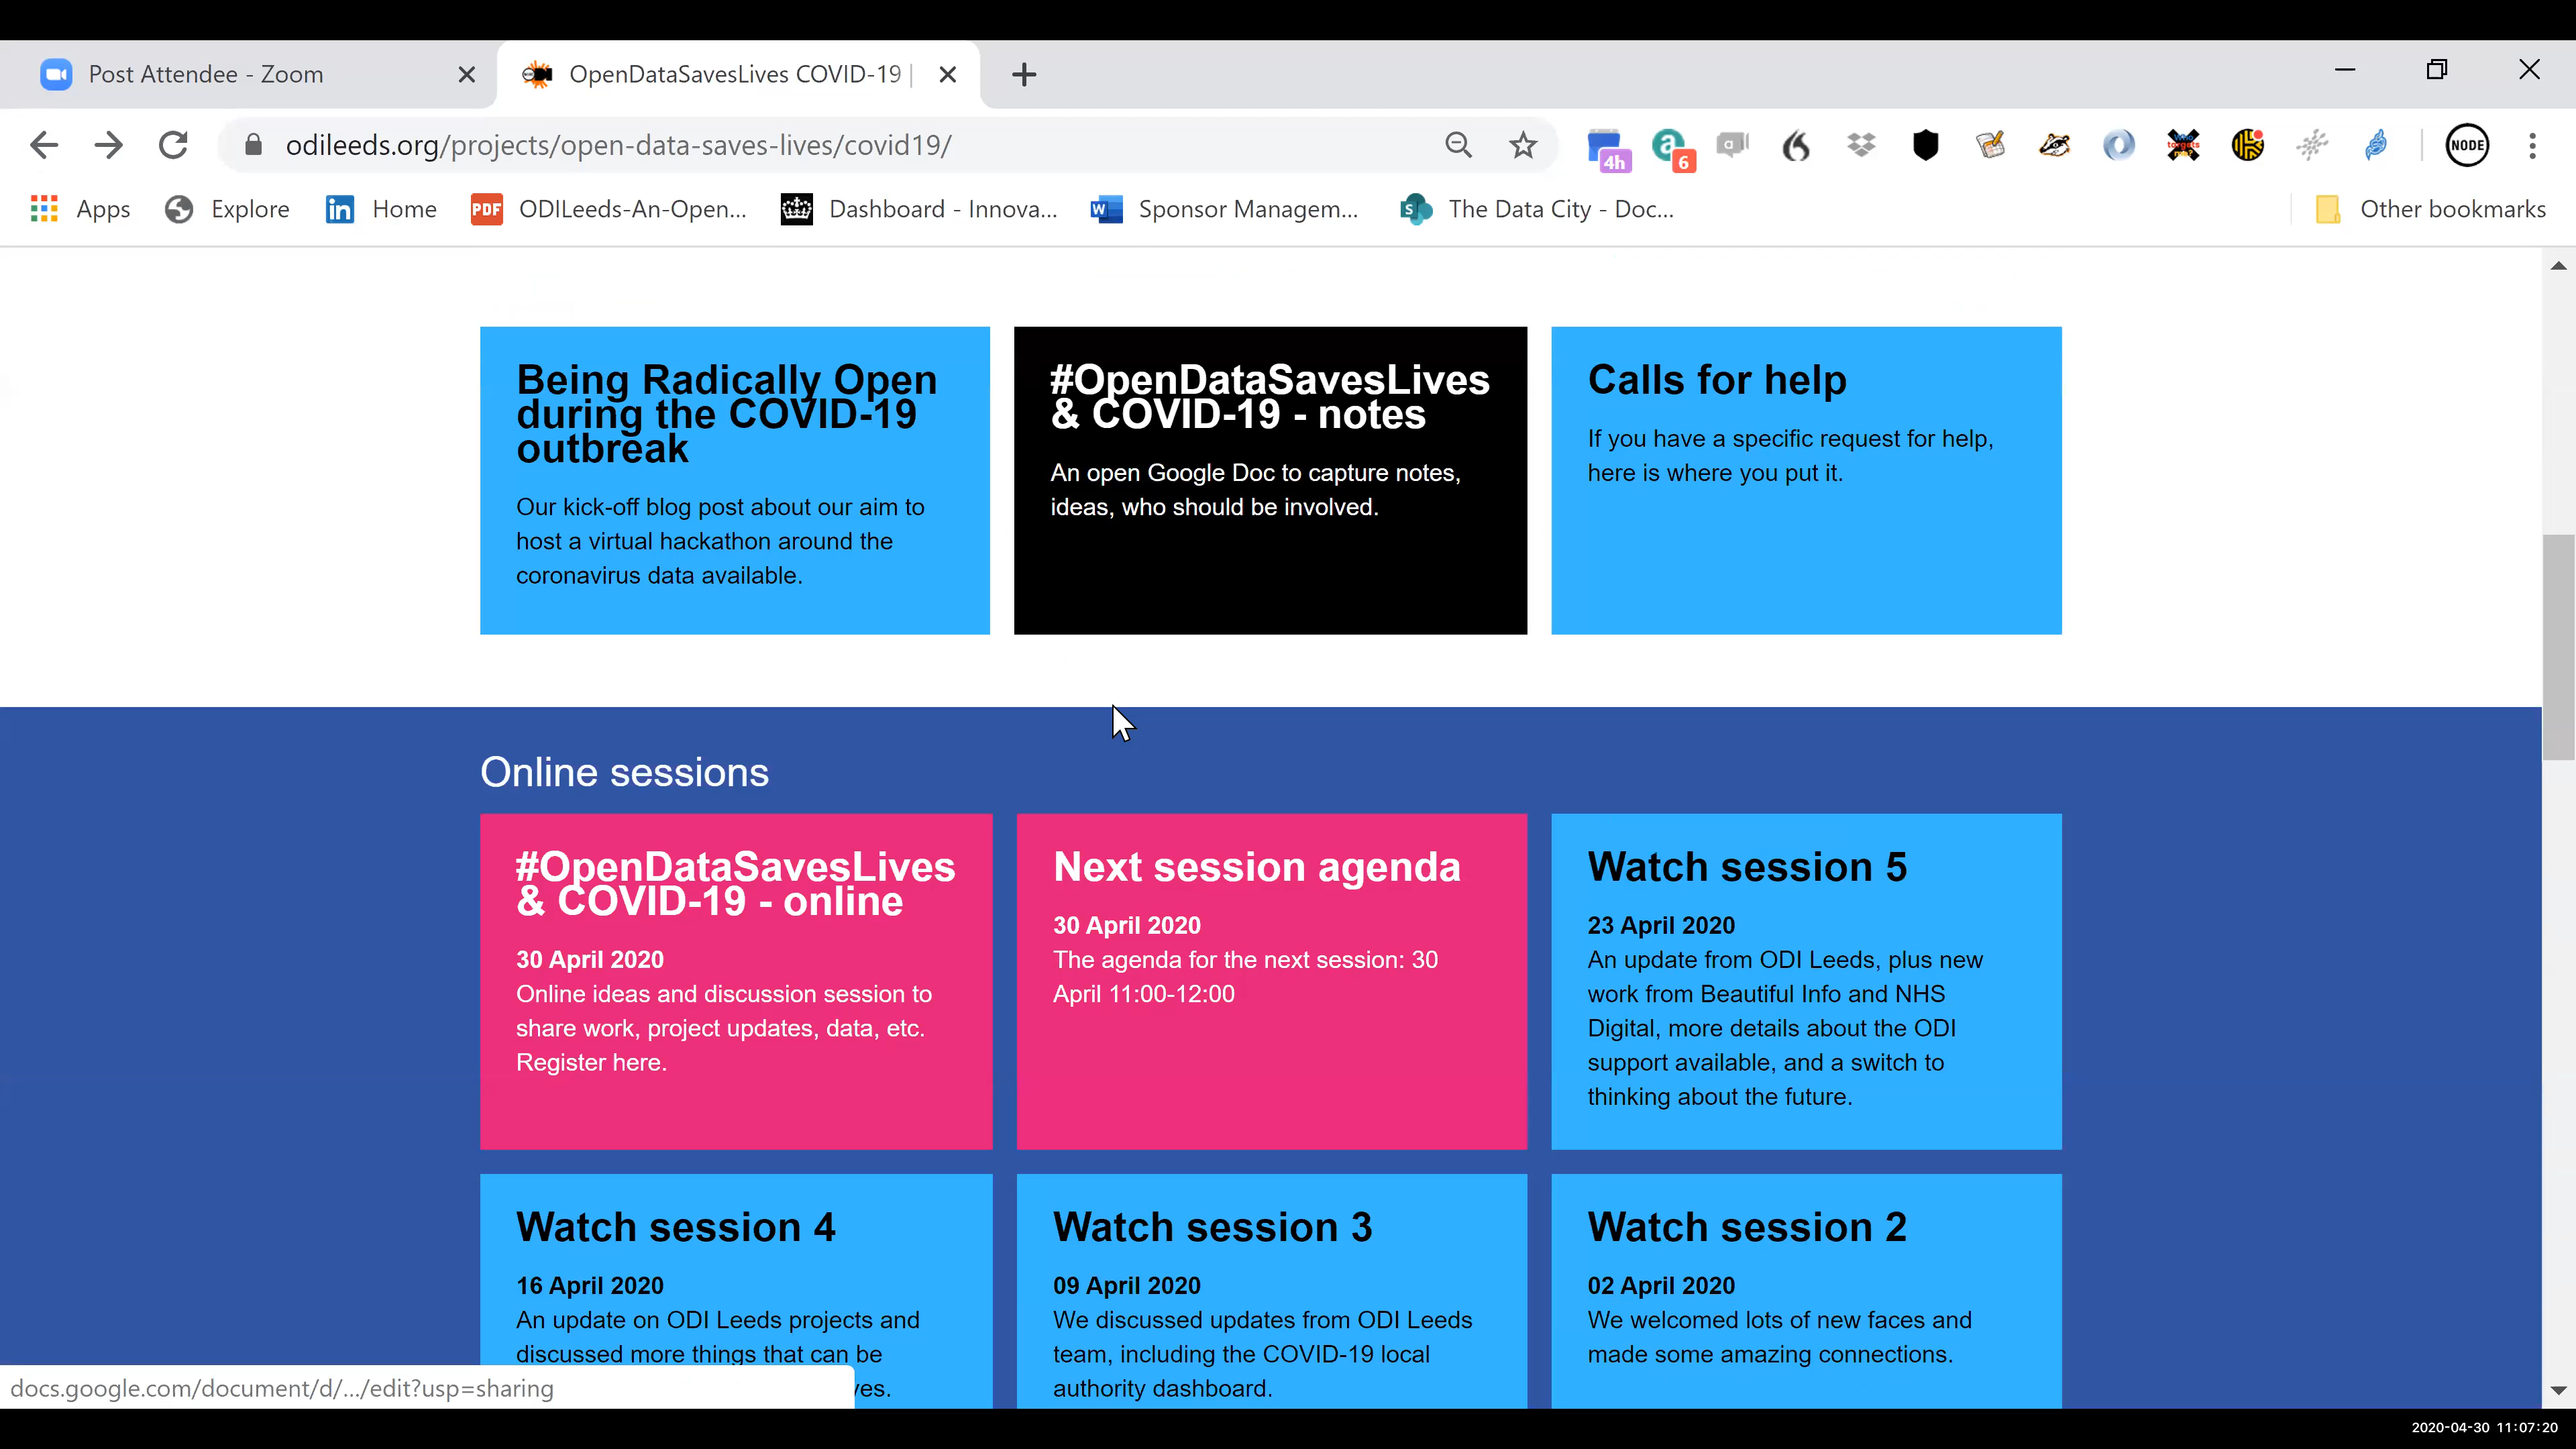 Post Attendee - Zoom
OpenDataSavesLives COVID-19 |
odileeds.org/projects/open-data-saves-lives/covid19/
4h
a
6
a
NODE
Apps
Explore
in
Home
PDF
ODILeeds-An-Open...
Dashboard - Innova...
W
Sponsor Managem...
S
The Data City - Doc...
Other bookmarks
Being Radically Open
during the COVID-19
outbreak
Our kick-off blog post about our aim to
host a virtual hackathon around the
coronavirus data available.
#OpenDataSavesLives
& COVID-19 - notes
An open Google Doc to capture notes,
ideas, who should be involved.
Calls for help
If you have a specific request for help,
here is where you put it.
Online sessions
#OpenDataSavesLives
& COVID-19 - online
30 April 2020
Online ideas and discussion session to
share work, project updates, data, etc.
Register here.
Next session agenda
30 April 2020
The agenda for the next session: 30
April 11:00-12:00
Watch session 5
23 April 2020
An update from ODI Leeds, plus new
work from Beautiful Info and NHS
Digital, more details about the ODI
support available, and a switch to
thinking about the future.
Watch session 4
16 April 2020
An update on ODI Leeds projects and
discussed more things that can be
ves.
Watch session 3
09 April 2020
We discussed updates from ODI Leeds
team, including the COVID-19 local
authority dashboard.
Watch session 2
02 April 2020
We welcomed lots of new faces and
made some amazing connections.
docs.google.com/document/d/.../edit?usp=sharing
2020-04-30 11:07:20